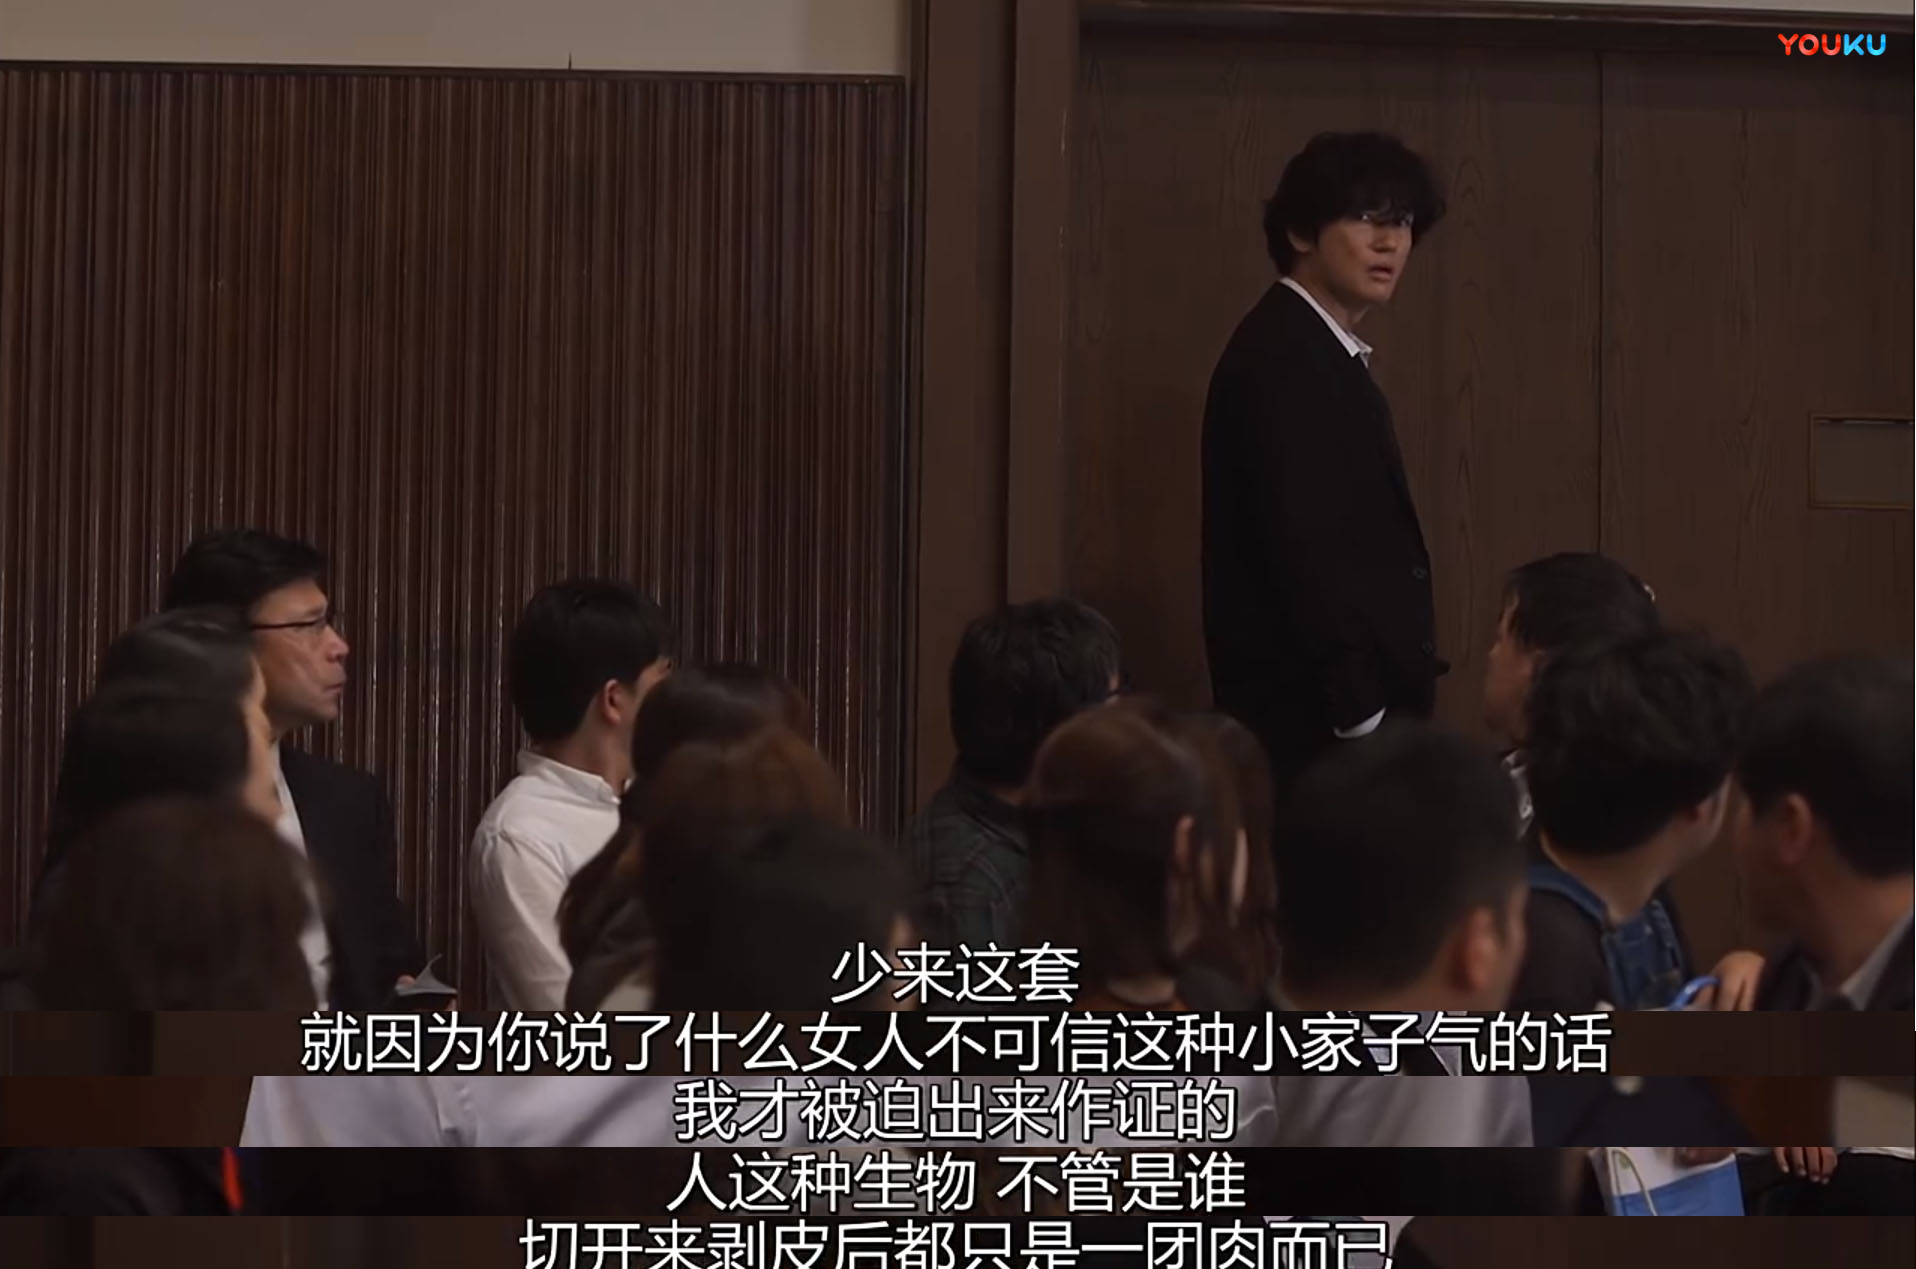 YOUKU
少来这套
就因为你说了什么女人不可信这种小家子气的话
我才被迫出来作证的
人这种生物 不管是谁
切开来剥皮后都只是一团肉而已